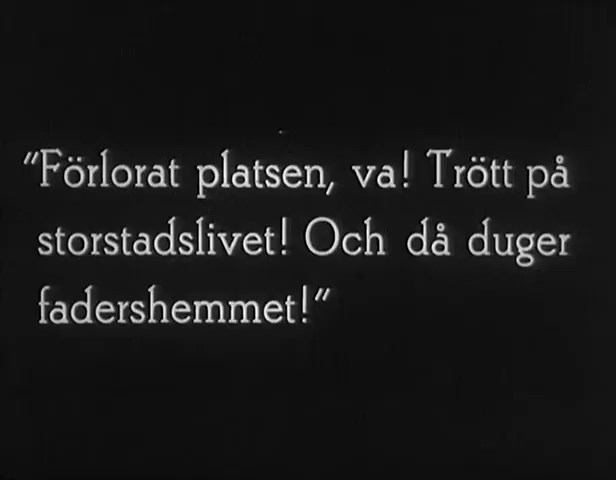 “Förlorat platsen, va! Trött på
storstadslivet! Och då duger
fadershemmet!”